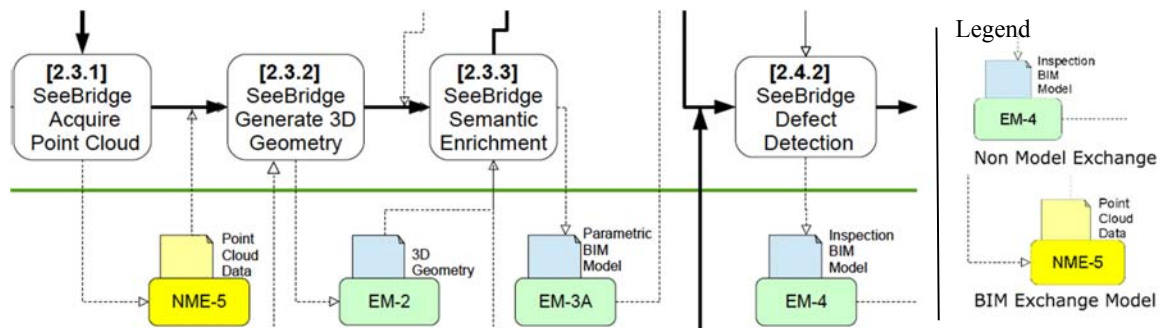 [2.3.1]
SeeBridge
Acquire
Point Cloud
[2.3.2]
SeeBridge
Generate 3D
Geometry
[2.3.3]
SeeBridge
Semantic
Enrichment
[2.4.2]
SeeBridge
Defect
Detection
Point
Cloud
Data
NME-5
3D
Geometry
EM-2
Parametric
BIM
Model
EM-3A
Inspection
BIM
Model
EM-4
Legend
Inspection
BIM
Model
EM-4
Non Model Exchange
Point
Cloud
Data
NME-5
BIM Exchange Model